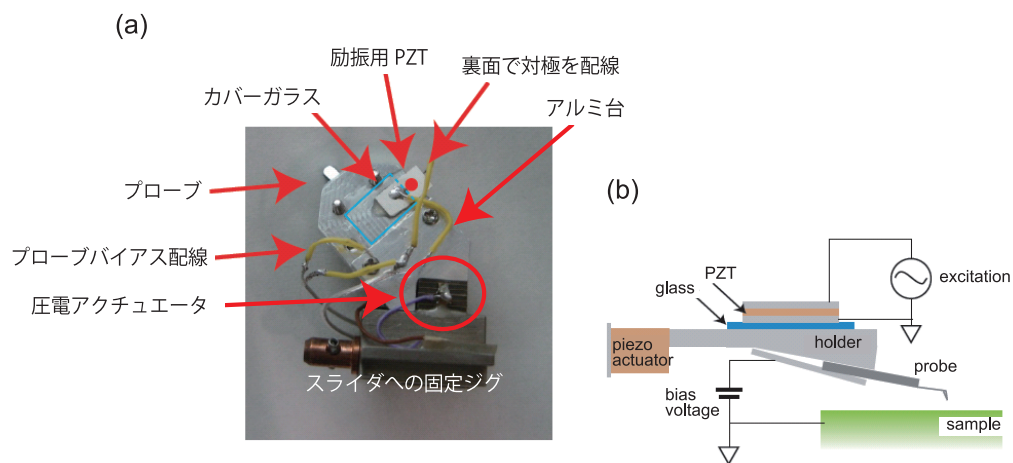 (a)
励振用 PZT
裏面で対極を配線
カバーガラス
アルミ台
プローブ
プローブバイアス配線
圧電アクチュエータ
スライダへの固定ジグ
(b)
PZT
glass
excitation
piezo
actuator
holder
probe
bias
voltage
sample